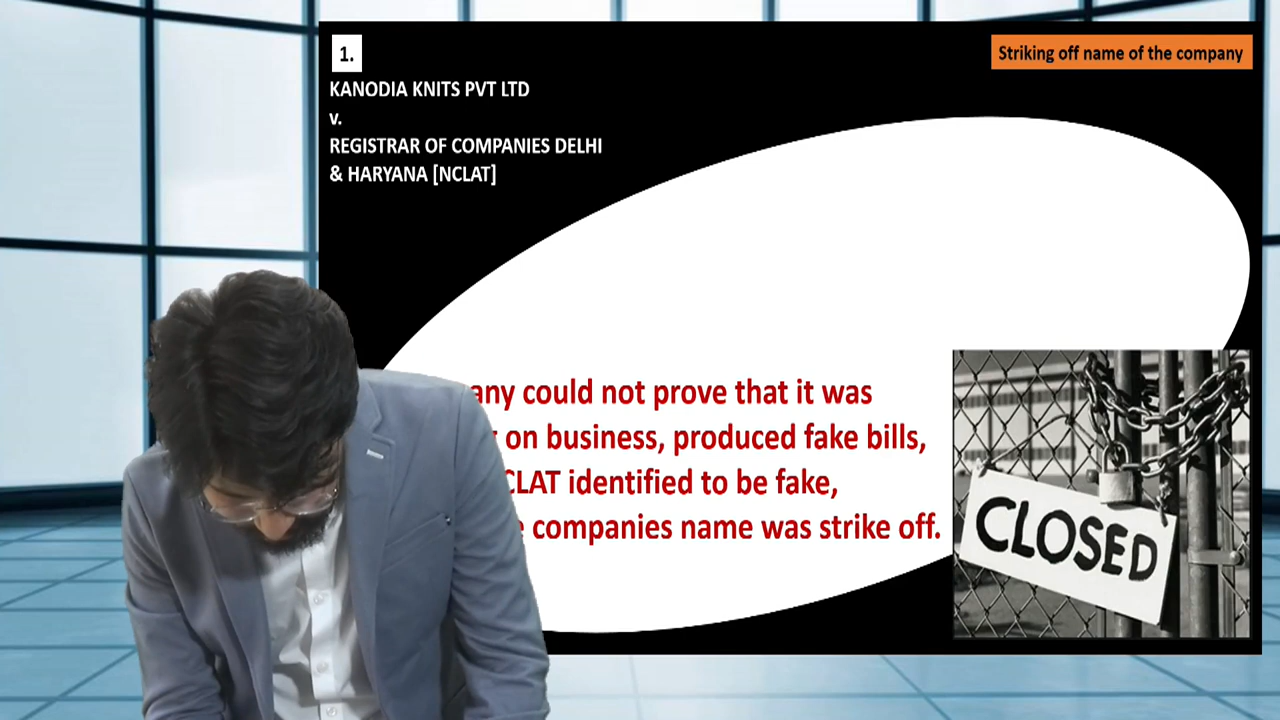 1.
Striking off name of the company
KANODIA KNITS PVT LTD
v.
REGISTRAR OF COMPANIES DELHI
& HARYANA [NCLAT]
could not prove that it was
on business, produced fake bills,
identified to be fake,
companies name was strike off.
CLOSED